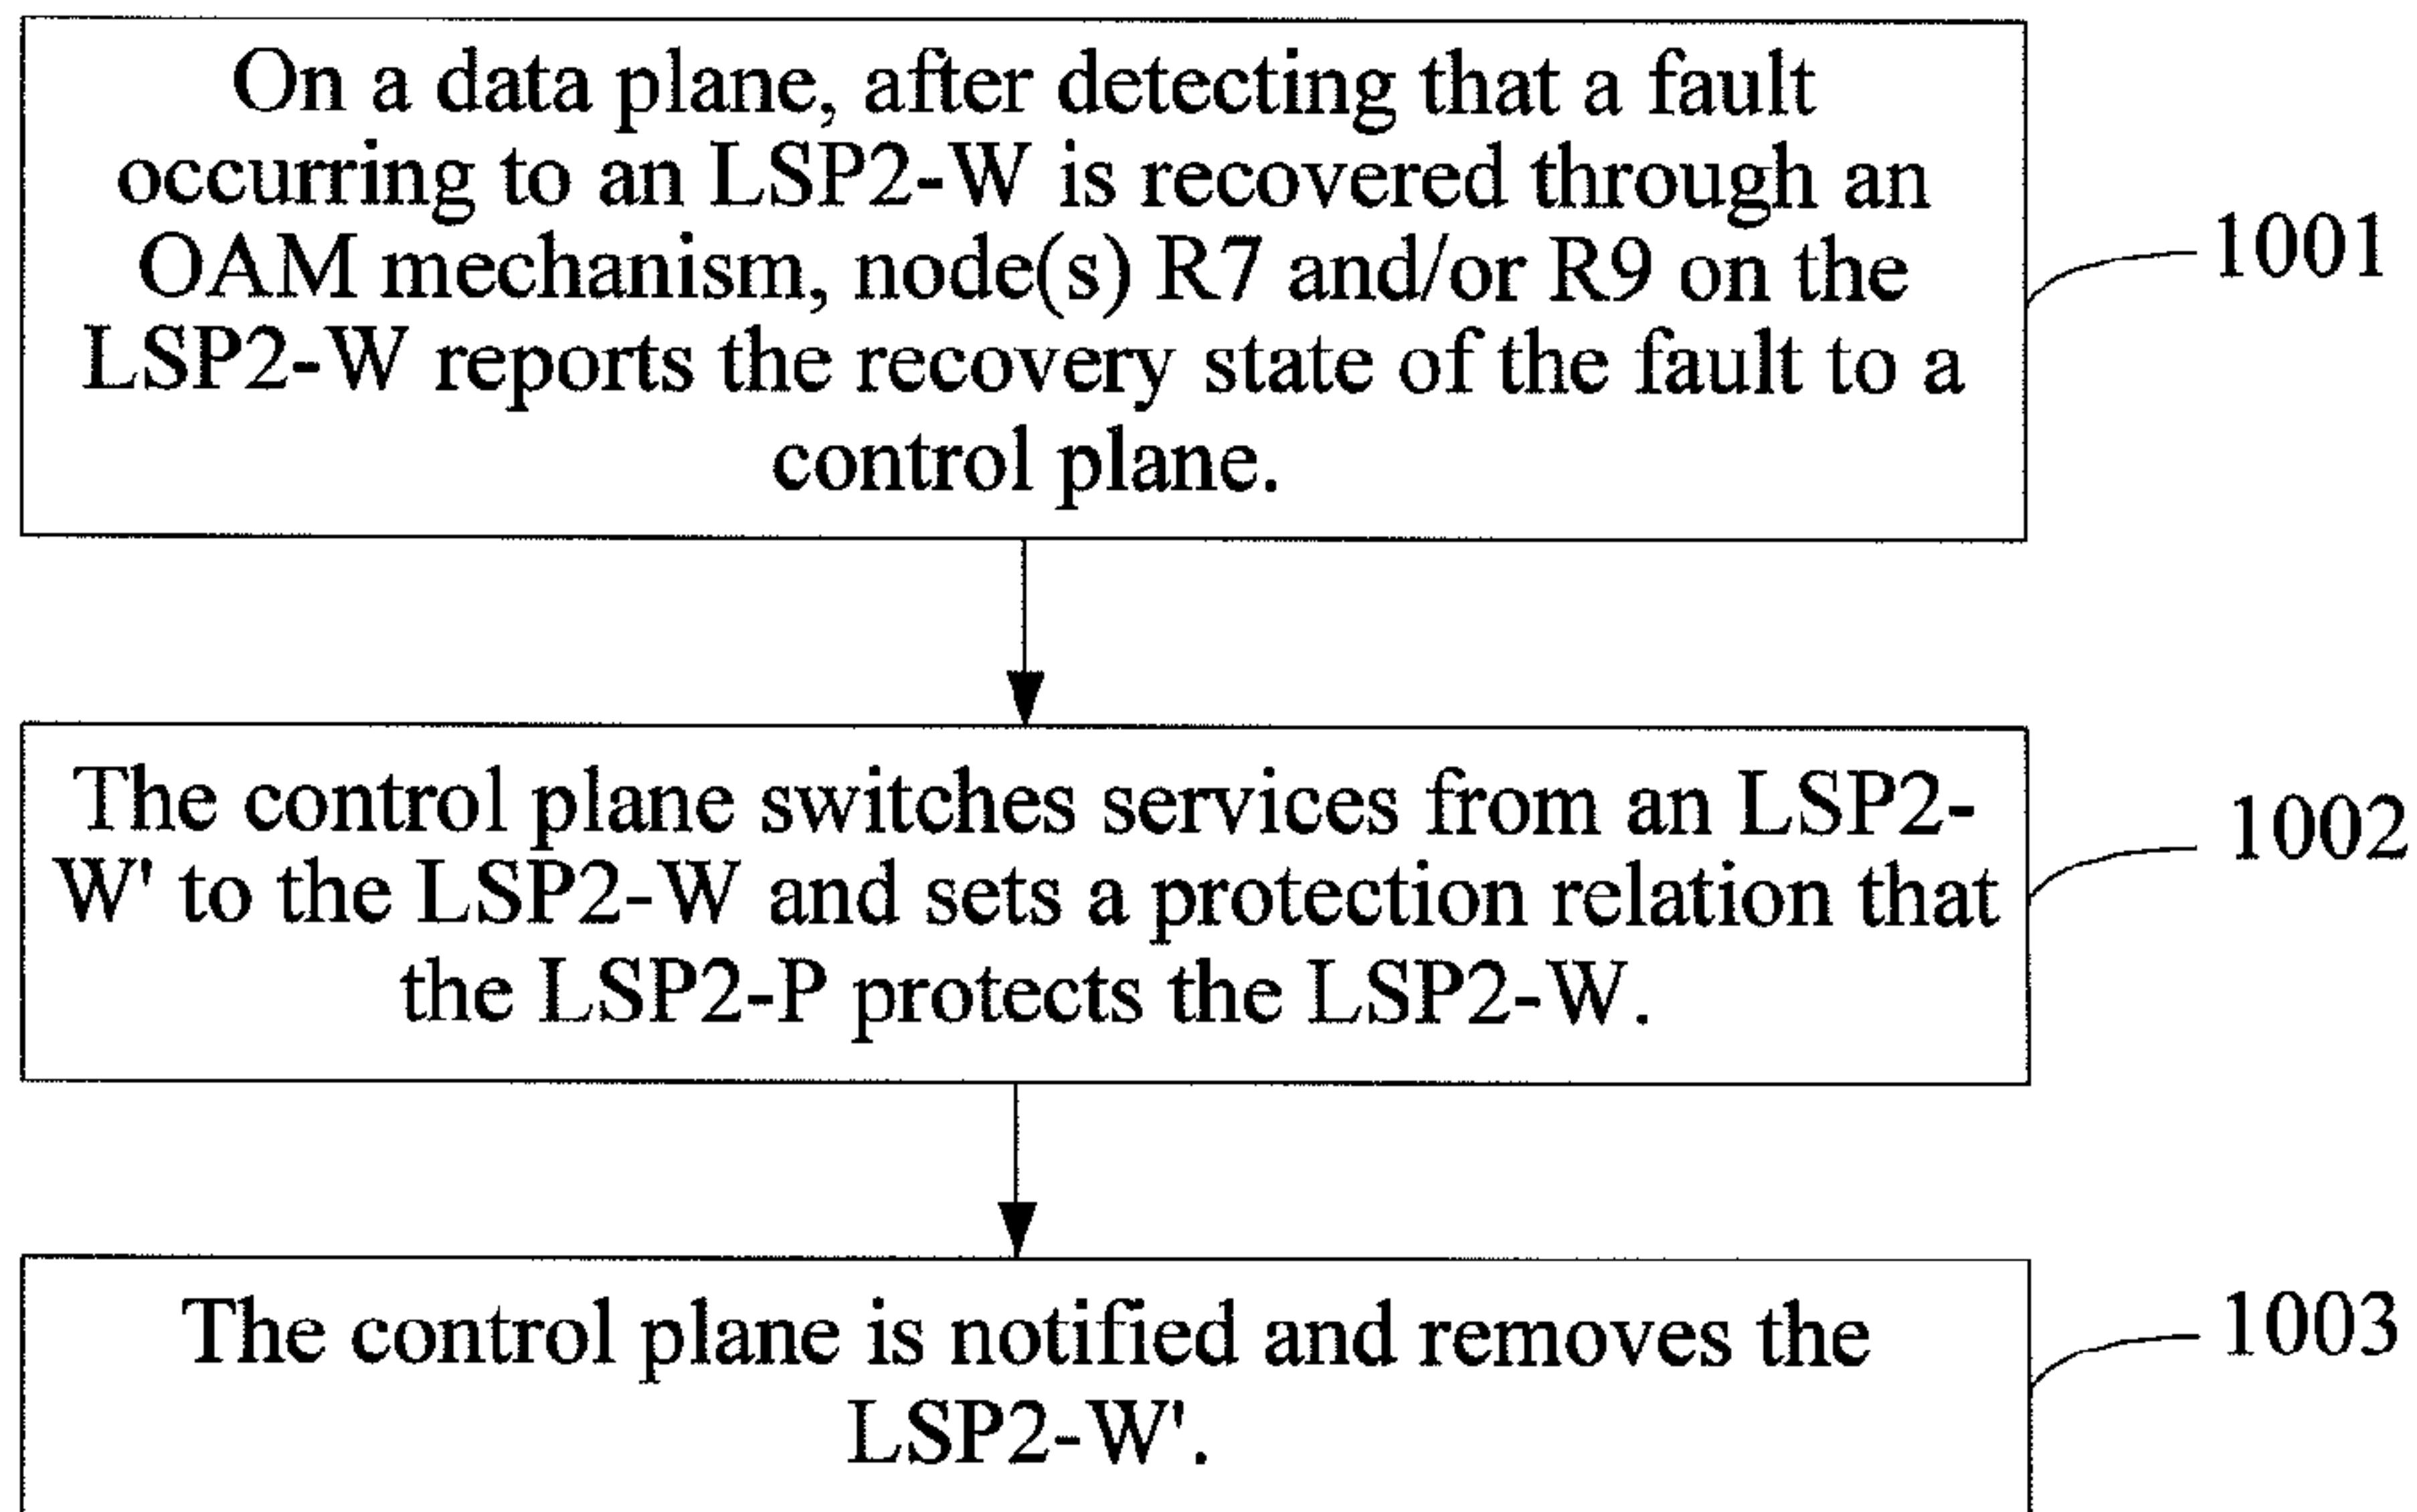 On a data plane, after detecting that a fault
occurring to an LSP2-W is recovered through an
OAM mechanism, node(s) R7 and/or R9 on the
LSP2-W reports the recovery state of the fault to a
control plane.
1001
The control plane switches services from an LSP2-
W' to the LSP2-W and sets a protection relation that
the LSP2-P protects the LSP2-W.
1002
The control plane is notified and removes the
LSP2-W'.
1003